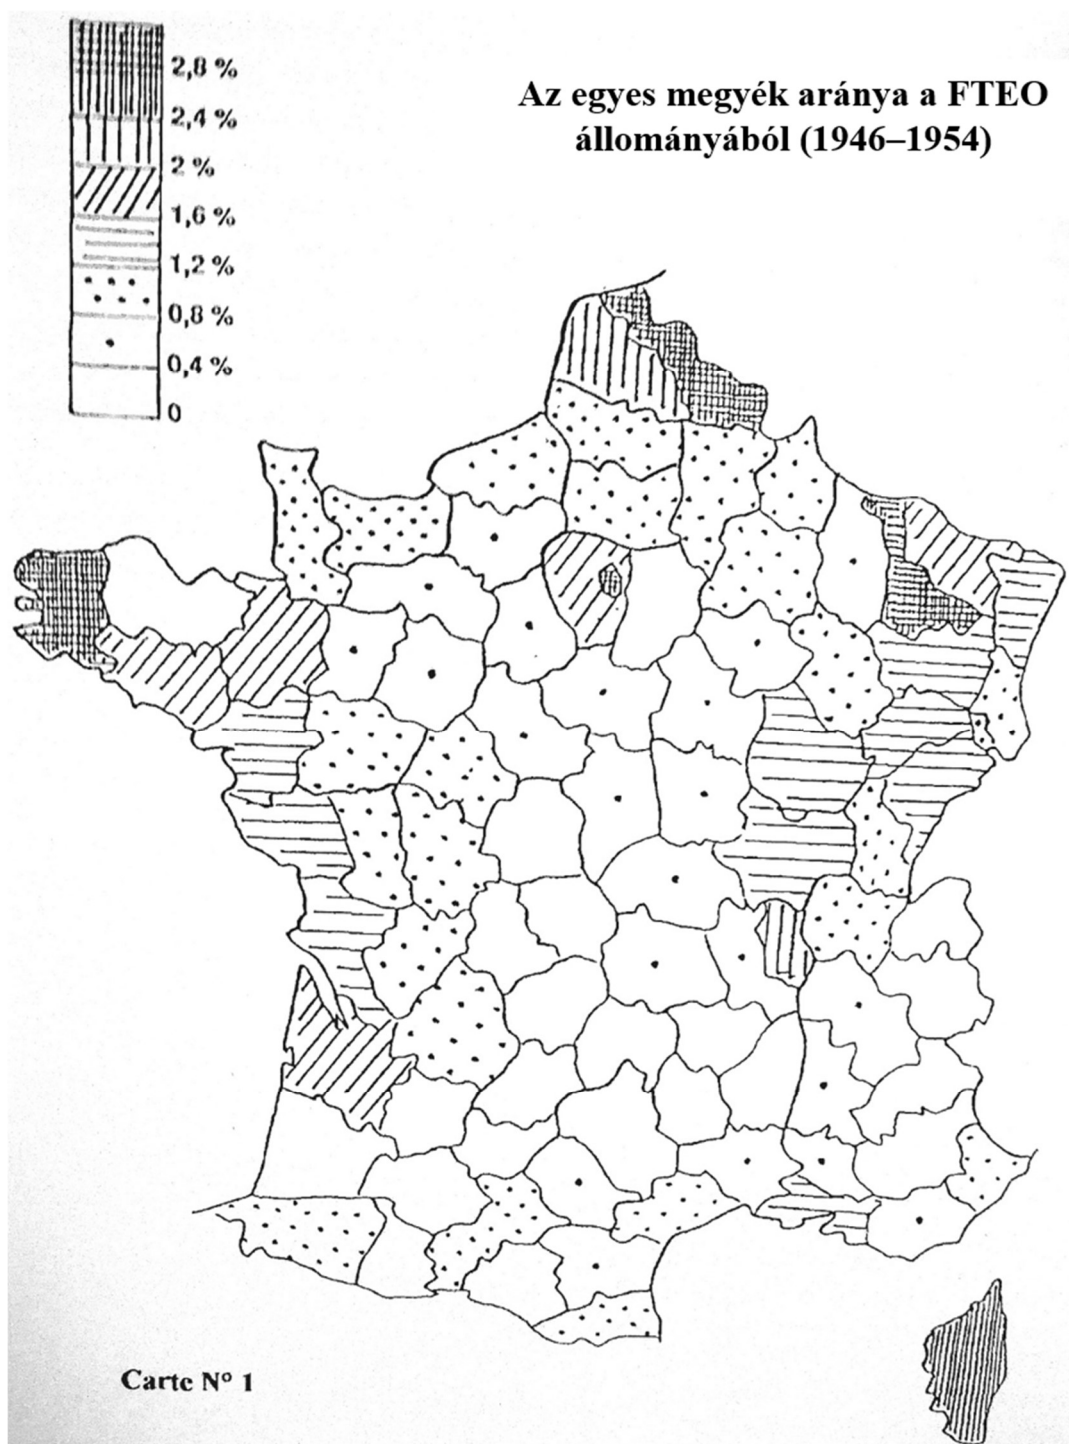 2,8 %
2,4 %
2 %
1,6 %
1,2 %
0,8 %
0,4 %
0
Az egyes megyék aránya a FTEO
állományából (1946–1954)
Carte N° 1